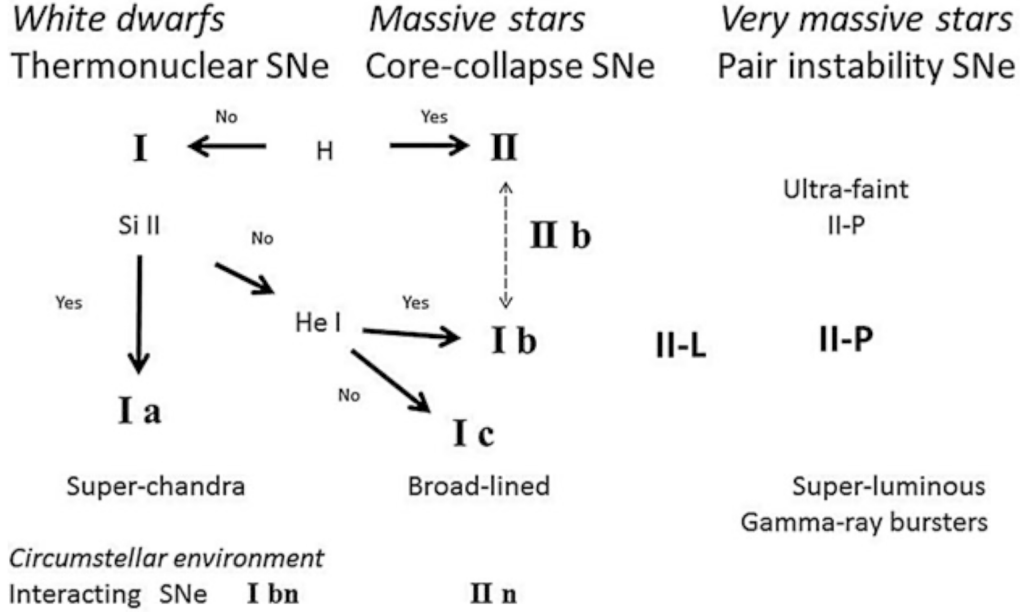 White dwarfs
Massive stars
Very massive stars
Thermonuclear SNe
Core-collapse SNe
Pair instability SNe
No
Yes
I
H
II
Ultra-faint
II-P
Si II
No
II b
Yes
He I
Yes
I b
II-L
II-P
No
I a
I c
Super-chandra
Broad-lined
Super-luminous
Gamma-ray bursters
Circumstellar environment
Interacting SNe
I bn
II n